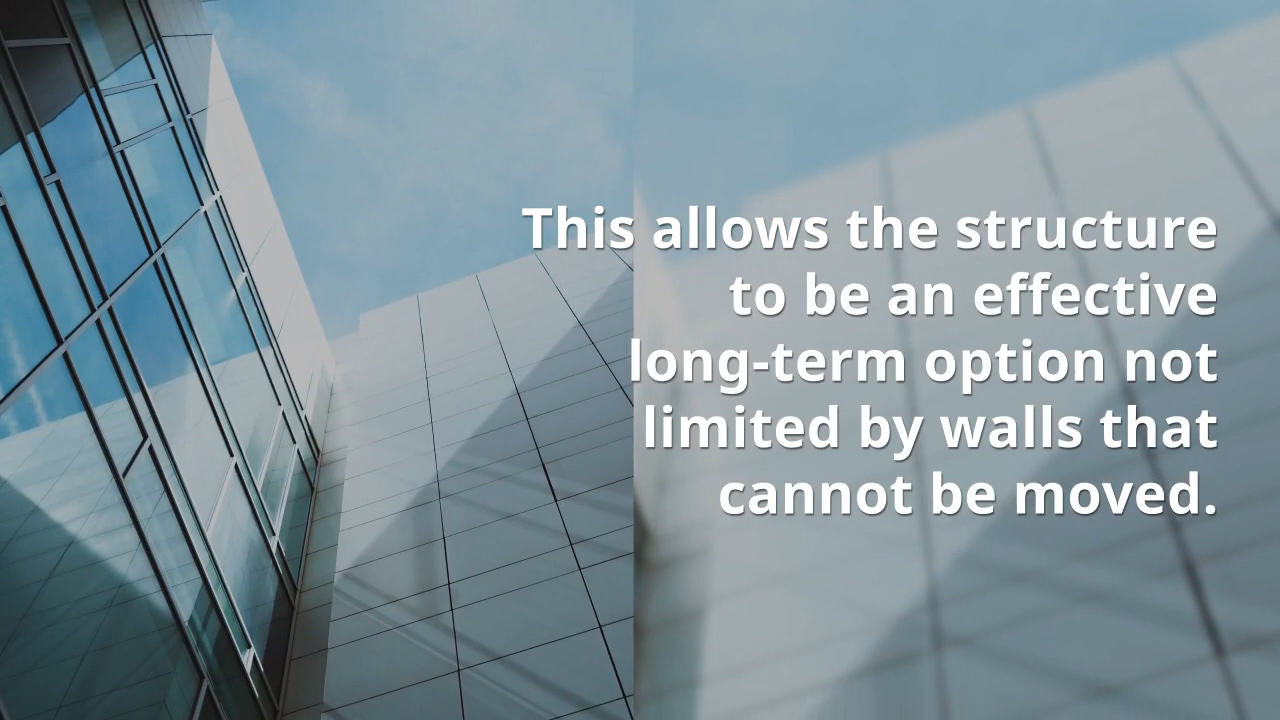 This allows the structure
to be an effective
long-term option not
limited by walls that
cannot be moved.